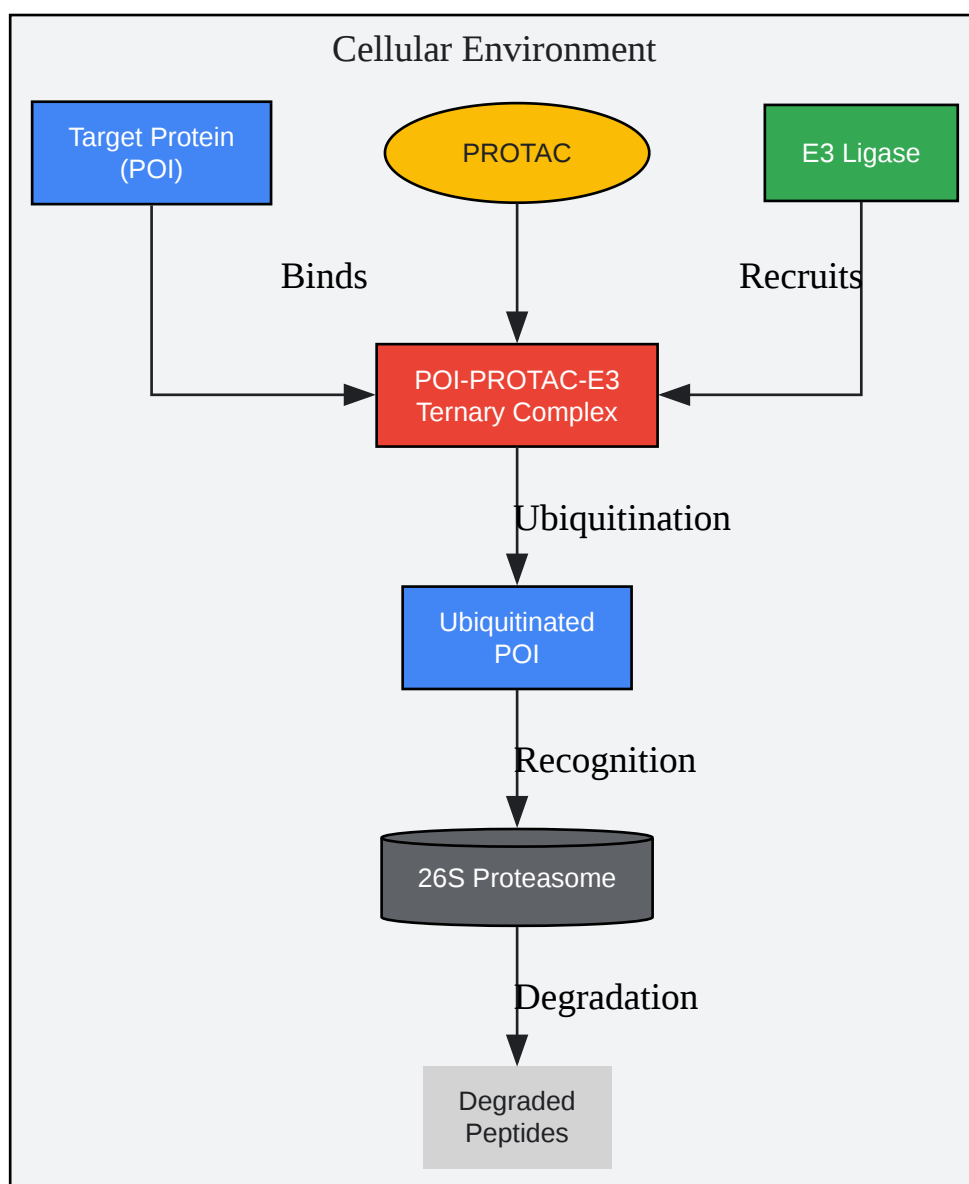 Cellular Environment
Target Protein
(POI)
PROTAC
E3 Ligase
Binds
Recruits
POI-PROTAC-E3
Ternary Complex
Ubiquitination
Ubiquitinated
POI
Recognition
26S Proteasome
Degradation
Degraded
Peptides